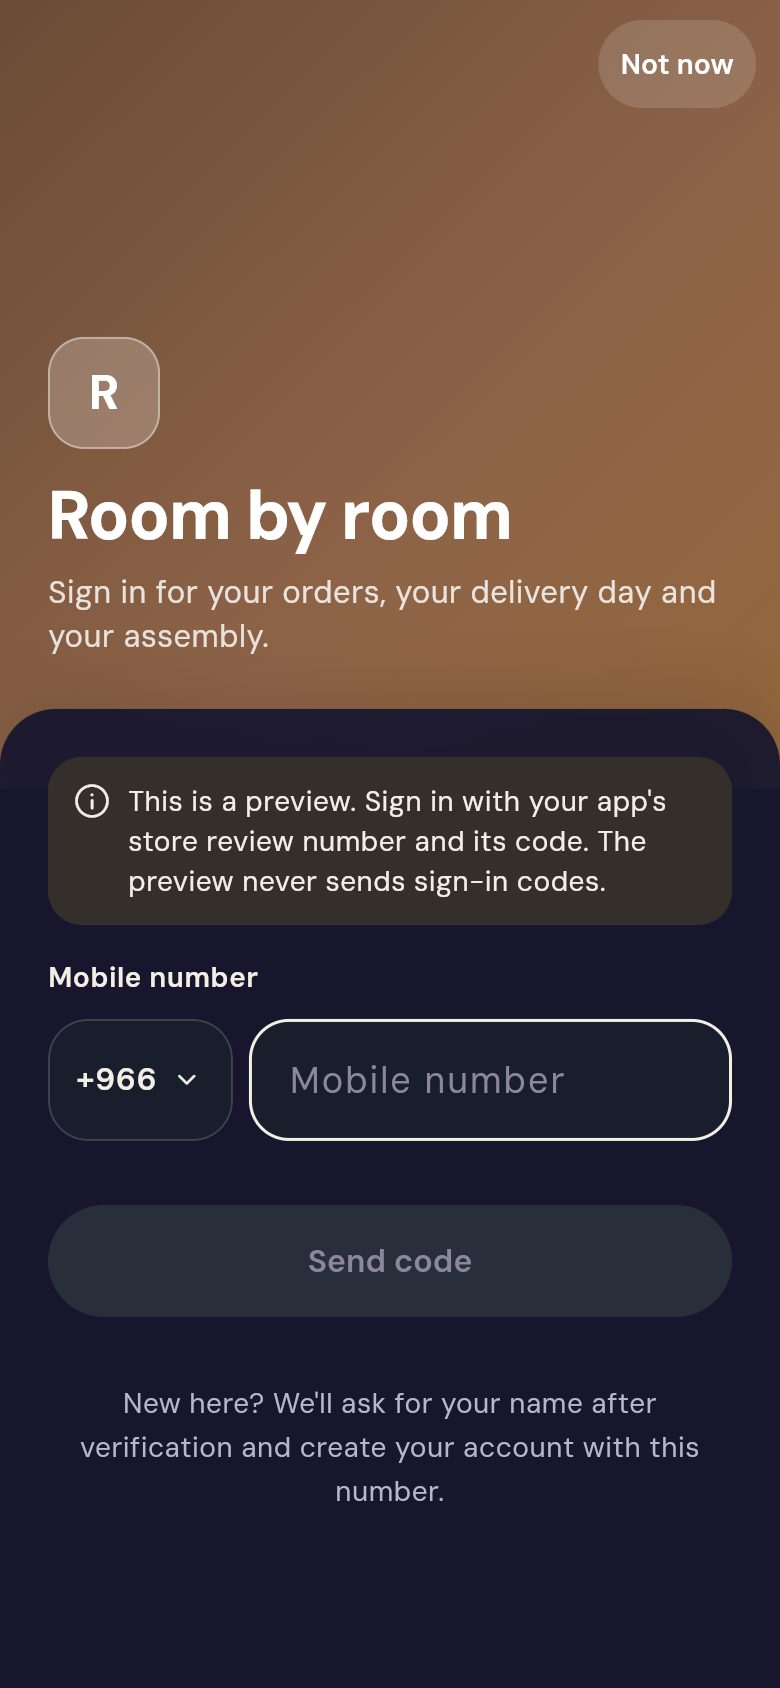 Not now
R
Room by room
Sign in for your orders, your delivery day and
your assembly.
This is a preview. Sign in with your app's
store review number and its code. The
preview never sends sign-in codes.
Mobile number
+966
Mobile number
Send code
New here? We'll ask for your name after
verification and create your account with this
number.